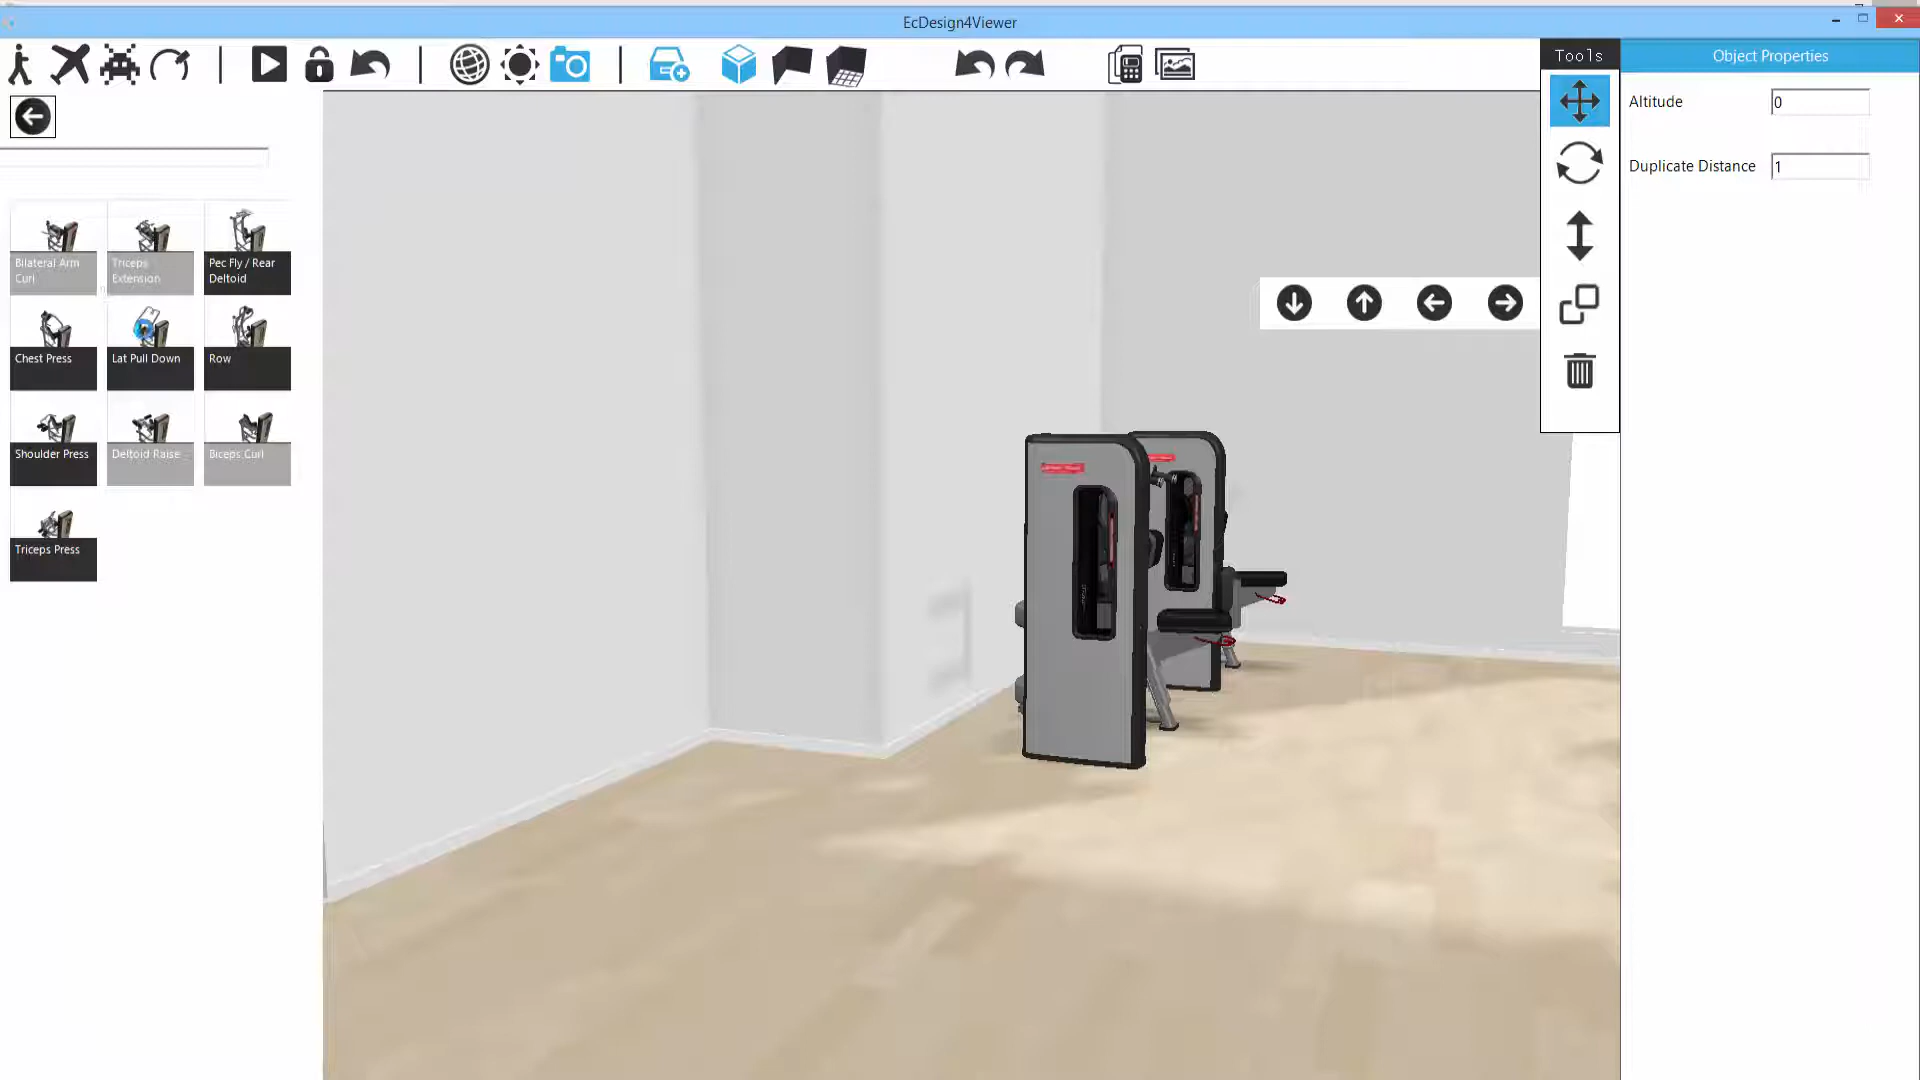 EcDesign4Viewer
Tools
Object Properties
Altitude
0
Duplicate Distance
1
Bilateral Arm
Curl
Triceps
Extension
Pec Fly / Rear
Deltoid
Chest Press
Lat Pull Down
Row
Shoulder Press
Deltoid Raise
Biceps Curl
Triceps Press